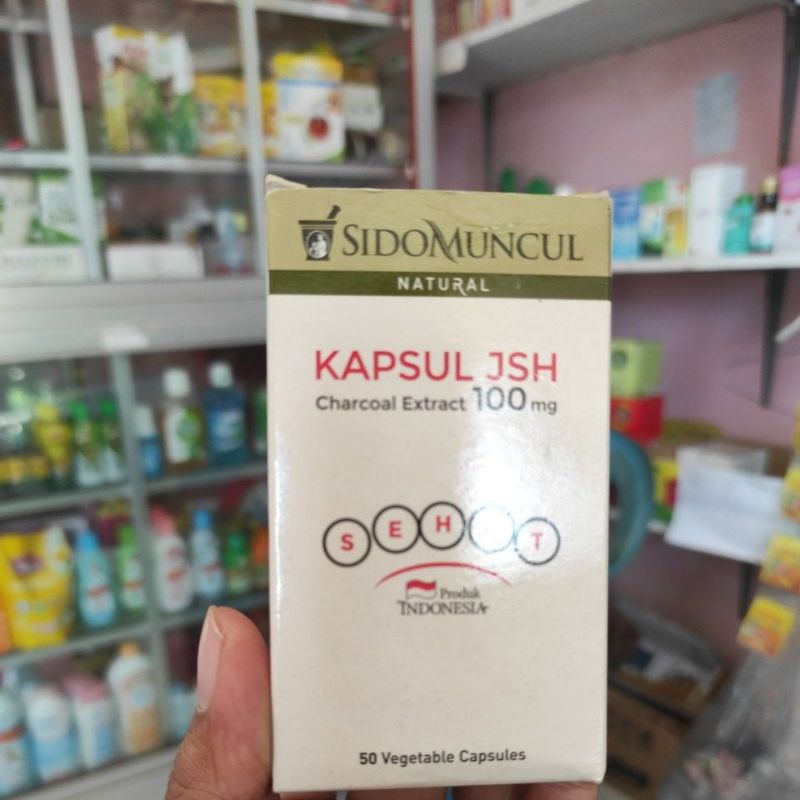 SIDOMUNCUL
NATURAL
KAPSUL JSH
Charcoal Extract 100 mg
S E H T
Produk
INDONESIA
50 Vegetable Capsules